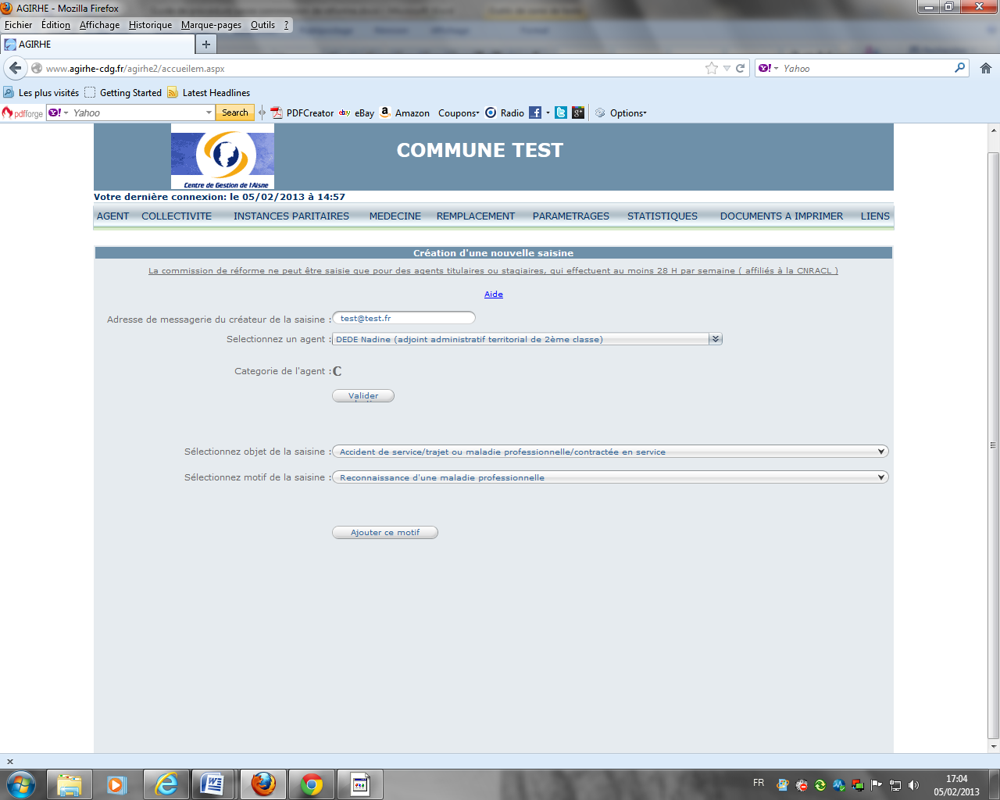 AGIRHE - Mozilla Firefox
Fichier Édition Affichage Historique Marque-pages Outils ?
AGIRHE
www.agirhe-cdg.fr/agirhe2/accueilem.aspx
Yahoo
Les plus visités Getting Started Latest Headlines
pdfforge Yahoo Search PDFCreator eBay Amazon Coupons Radio Options
COMMUNE TEST
Centre de Gestion de l'Aisne
Votre dernière connexion: le 05/02/2013 à 14:57
AGENT COLLECTIVITE INSTANCES PARITAIRES MEDECINE REMPLACEMENT PARAMETRAGES STATISTIQUES DOCUMENTS A IMPRIMER LIENS
Création d'une nouvelle saisine
La commission de réforme ne peut être saisie que pour des agents titulaires ou stagiaires, qui effectuent au moins 28 H par semaine ( affiliés à la CNRACL )
Aide
Adresse de messagerie du créateur de la saisine : test@test.fr
Selectionnez un agent : DEDE Nadine (adjoint administratif territorial de 2ème classe)
Categorie de l'agent : C
Valider
Sélectionnez objet de la saisine : Accident de service/trajet ou maladie professionnelle/contractée en service
Sélectionnez motif de la saisine : Reconnaissance d'une maladie professionnelle
Ajouter ce motif
x
FR 17:04
05/02/2013